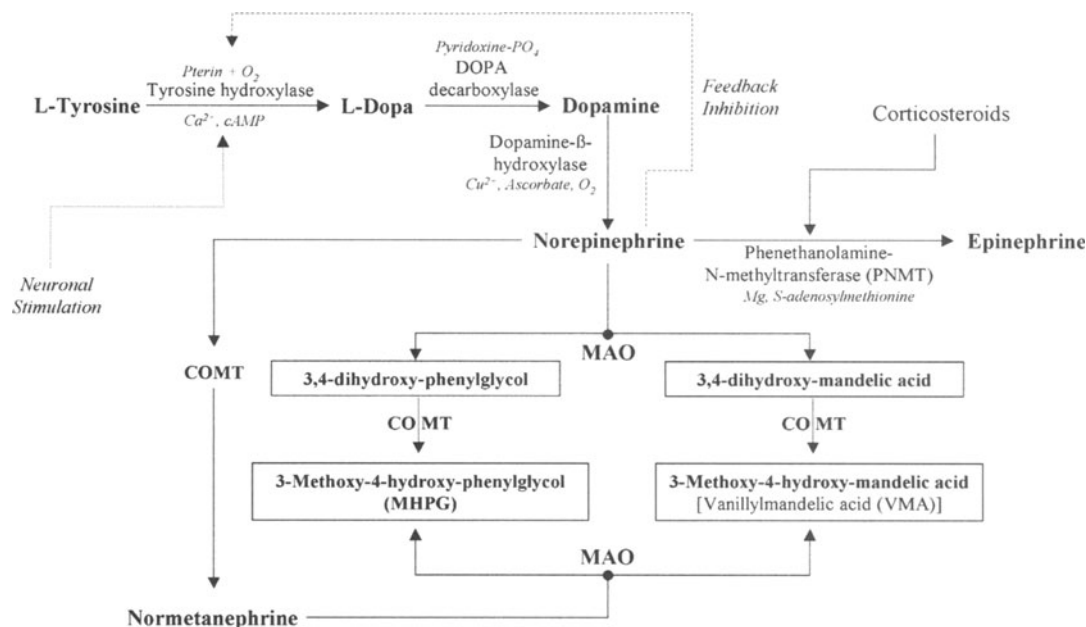 Pterin + O₂
Tyrosine hydroxylase
L-Tyrosine
L-Dopa
Ca²⁺, cAMP
Pyridoxine-PO₄
DOPA
decarboxylase
Dopamine
Feedback
Inhibition
Corticosteroids
Dopamine-ß-
hydroxylase
Cu²⁺, Ascorbate, O₂
Norepinephrine
Epinephrine
Phenethanolamine-
N-methyltransferase (PNMT)
Mg, S-adenosylmethionine
Neuronal
Stimulation
MAO
COMT
3,4-dihydroxy-phenylglycol
3,4-dihydroxy-mandelic acid
COMT
COMT
3-Methoxy-4-hydroxy-phenylglycol
(MHPG)
3-Methoxy-4-hydroxy-mandelic acid
[Vanillylmandelic acid (VMA)]
MAO
Normetanephrine